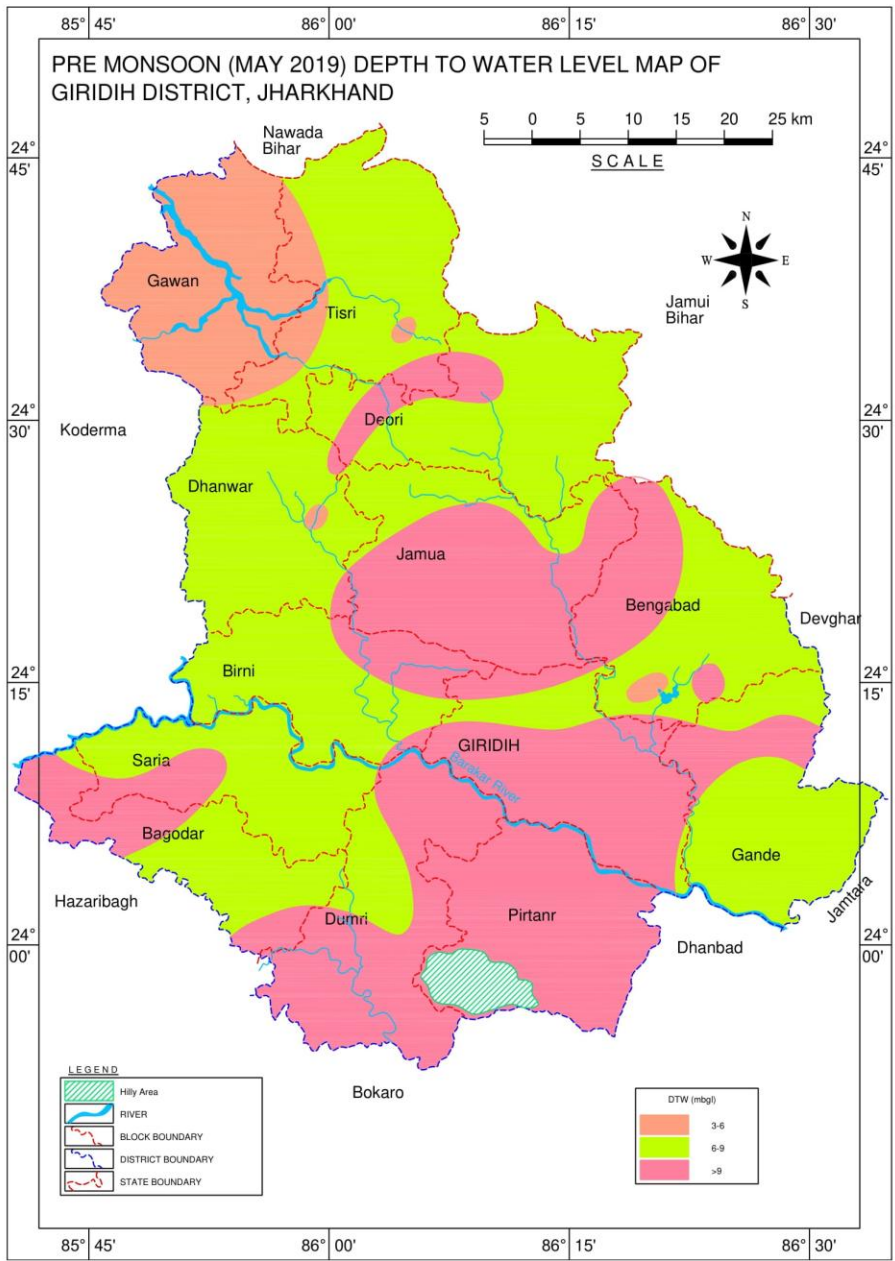 85° 45'
86° 00'
86° 15'
86° 30'
PRE MONSOON (MAY 2019) DEPTH TO WATER LEVEL MAP OF
GIRIDIH DISTRICT, JHARKHAND
5 0 5 10 15 20 25 km
SCALE
Nawada
Bihar
24°
45'
24°
45'
N
W E
S
Gawan
Tisri
Jamui
Bihar
24°
30'
24°
30'
Koderma
Deori
Dhanwar
Jamua
Bengabad
Devghar
24°
15'
24°
15'
Birni
GIRIDIH
Saria
Barakar River
Bagodar
Gande
Hazaribagh
Jamtara
Dumri
Pirtanr
Dhanbad
24°
00'
24°
00'
Bokaro
LEGEND
Hilly Area
RIVER
BLOCK BOUNDARY
DISTRICT BOUNDARY
STATE BOUNDARY
DTW (mbgl)
3-6
6-9
>9
85° 45'
86° 00'
86° 15'
86° 30'